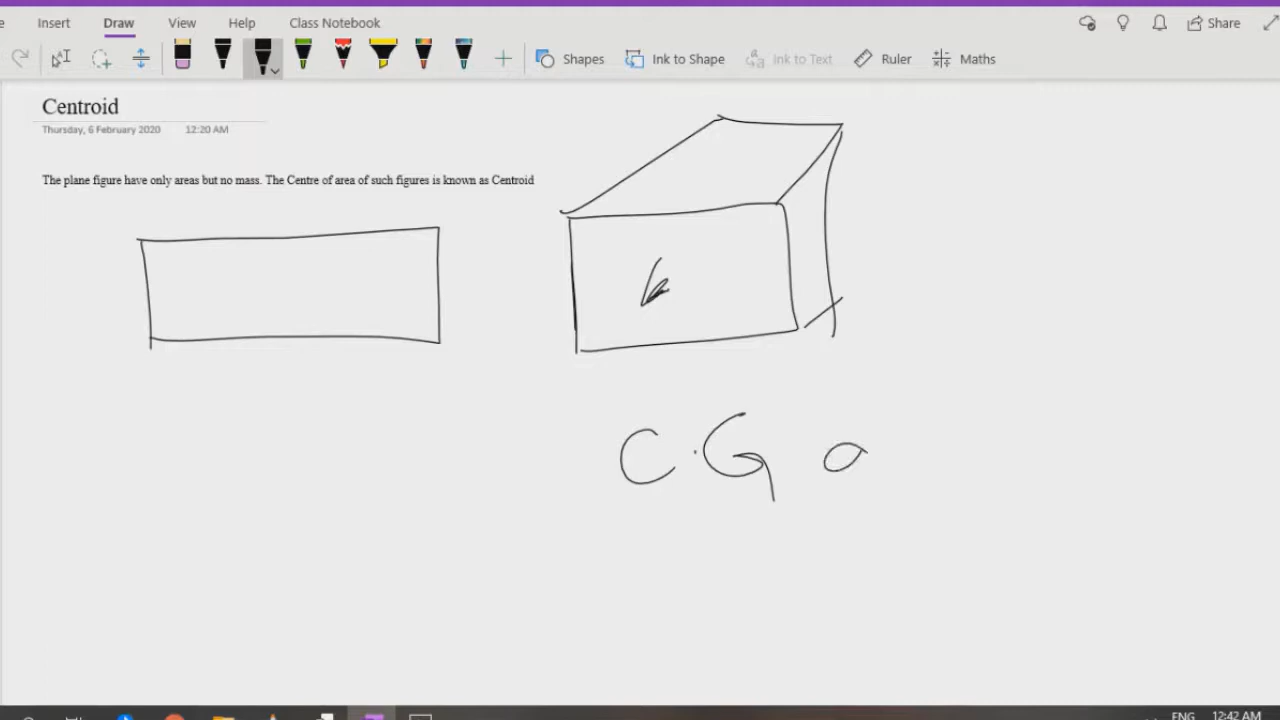 Insert Draw View Help Class Notebook Share
Shapes Ink to Shape Ink to Text Ruler Maths
Centroid
Thursday, 6 February 2020 12:20 AM
The plane figure have only areas but no mass. The Centre of area of such figures is known as Centroid
C.G
ENG 12:42 AM